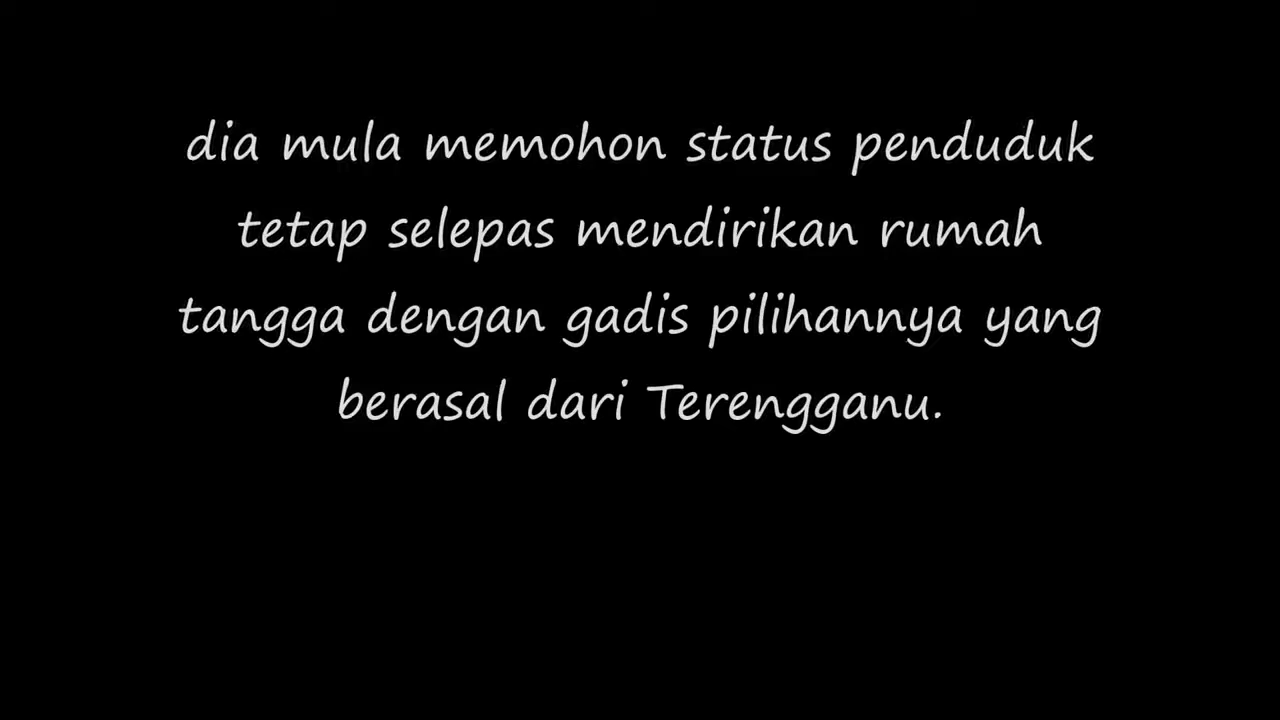 dia mula memohon status penduduk
tetap selepas mendirikan rumah
tangga dengan gadis pilihannya yang
berasal dari Terengganu.